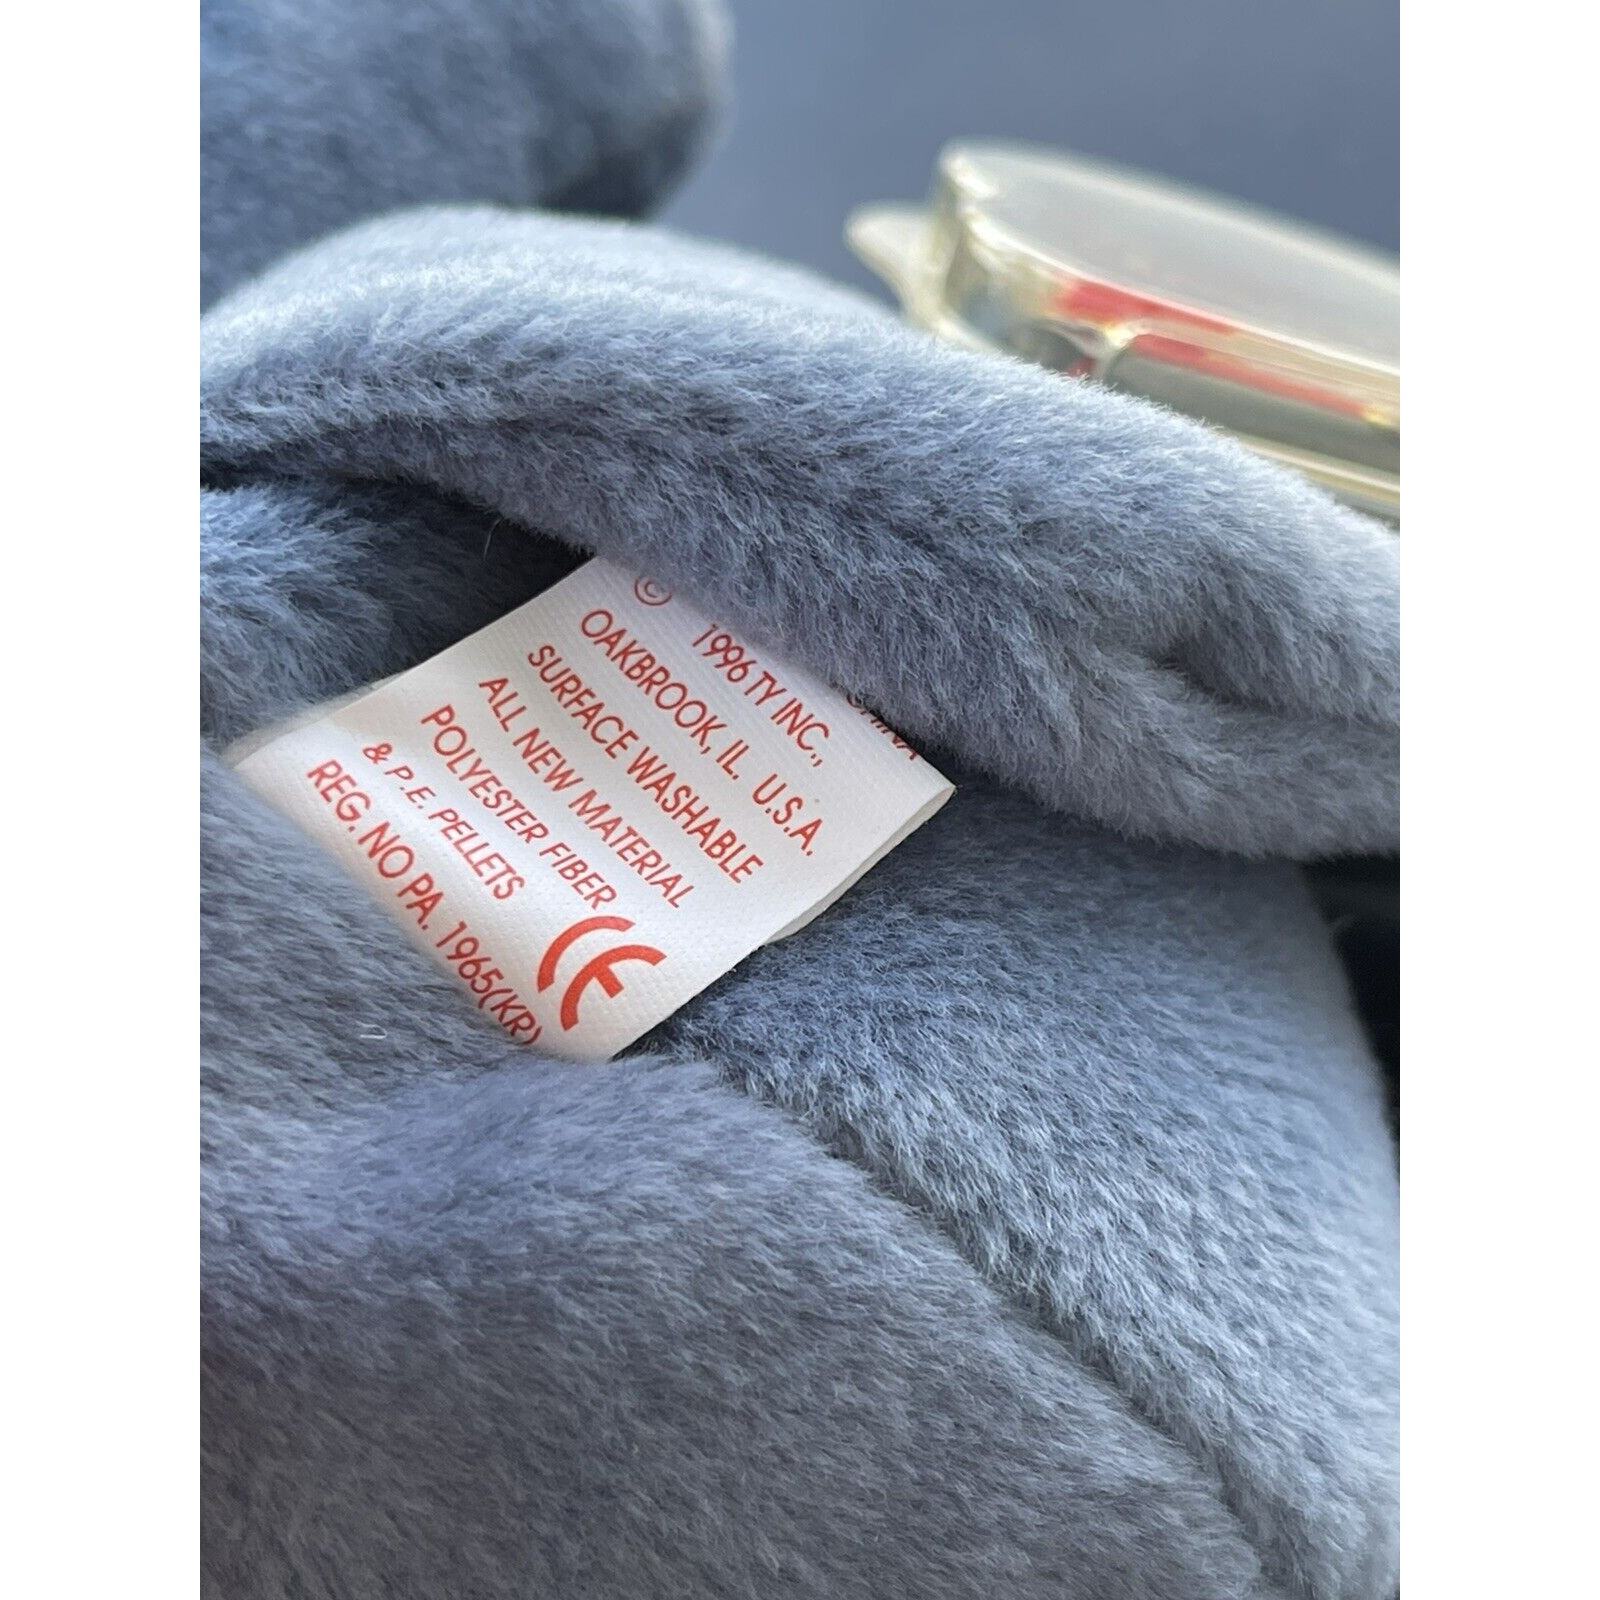 © 1996 TY INC.,
OAKBROOK, IL. U.S.A.
SURFACE WASHABLE
ALL NEW MATERIAL
POLYESTER FIBER
& P.E. PELLETS
REG. NO PA. 1965(KR)
CE
CHINA